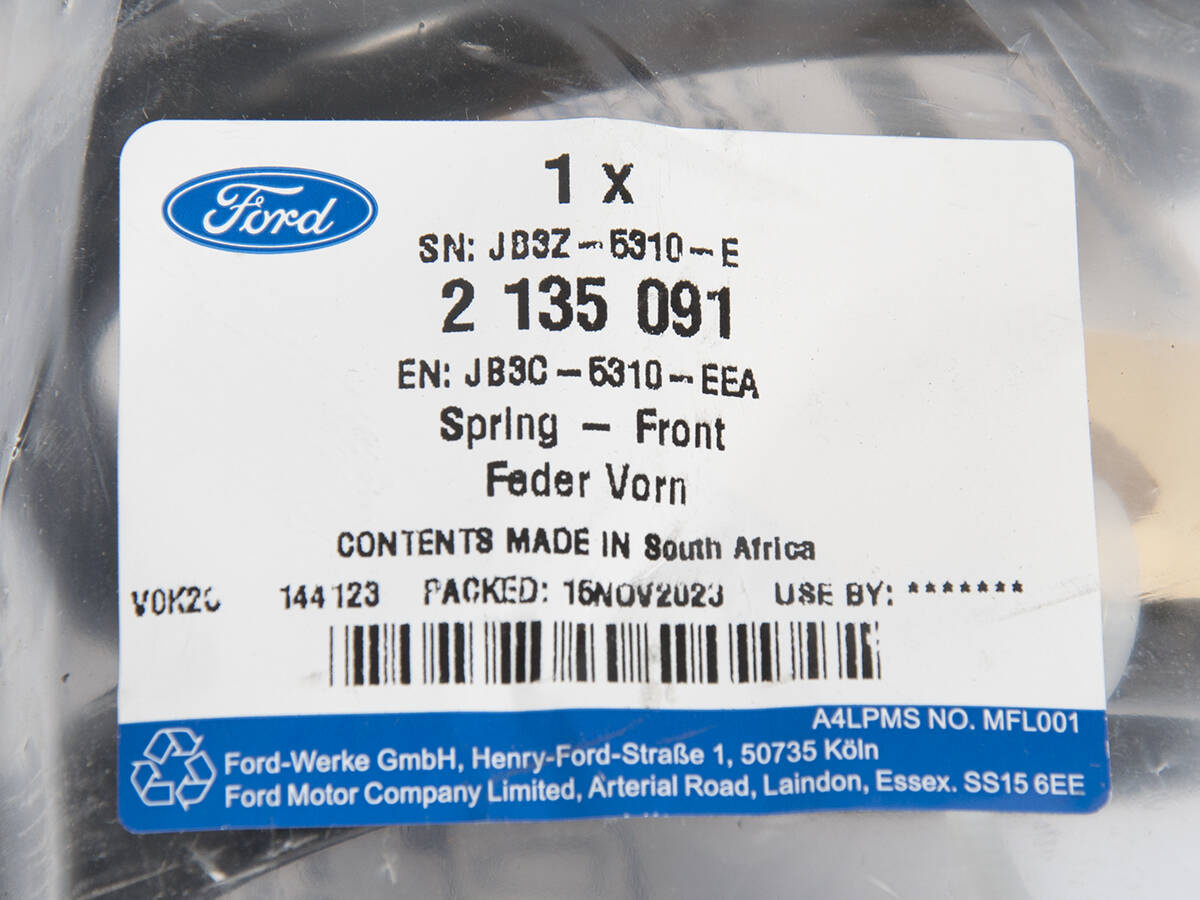 Ford
1 x
SN: JB3Z-5310-E
2 135 091
EN: JB3C-5310-EEA
Spring - Front
Feder Vorn
CONTENTS MADE IN South Africa
144123 PACKED: 15NOV2023 USE BY: *******
A4LPMS NO. MFL001
Ford-Werke GmbH, Henry-Ford-Straße 1, 50735 Köln
Ford Motor Company Limited, Arterial Road, Laindon, Essex. SS15 6EE